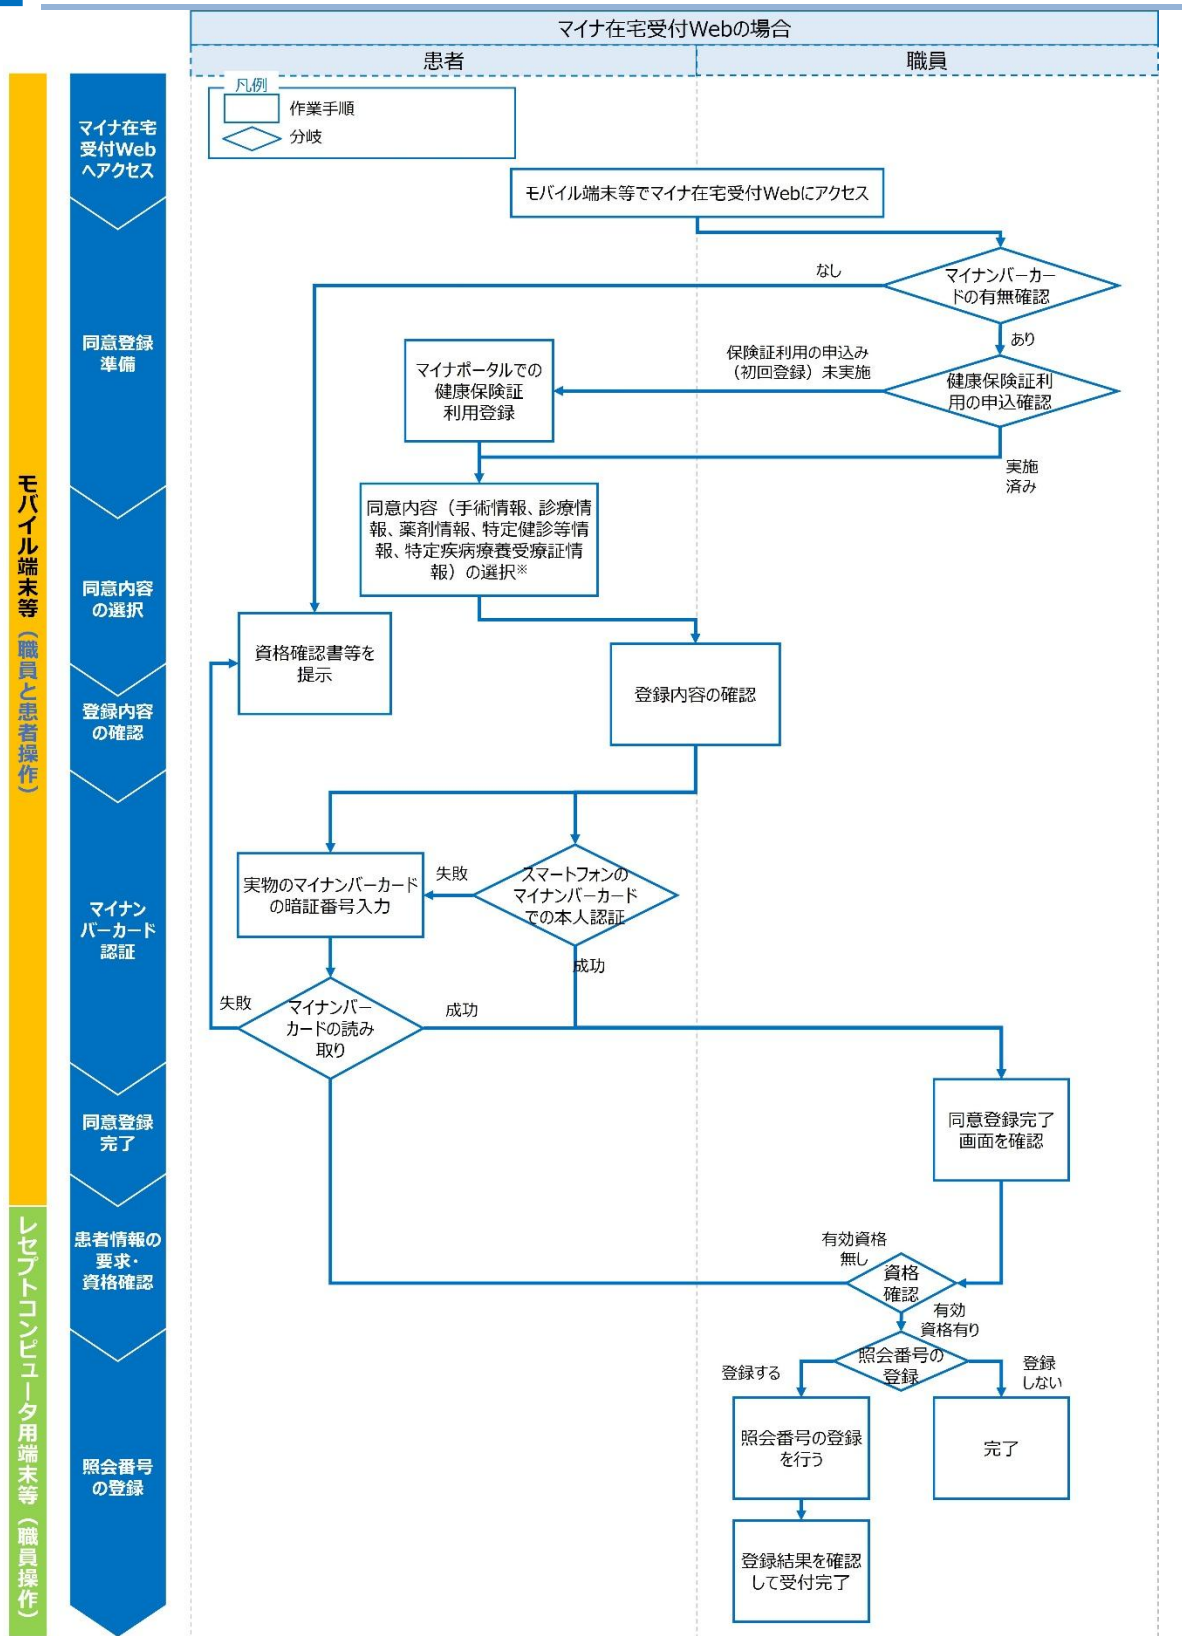 マイナ在宅受付Webの場合
患者
職員
凡例
作業手順
分岐
モバイル端末等（職員と患者操作）
レセプトコンピュータ用端末等（職員操作）
マイナ在宅
受付Web
へアクセス
同意登録
準備
同意内容
の選択
登録内容
の確認
マイナン
バーカード
認証
同意登録
完了
患者情報の
要求・
資格確認
照会番号
の登録
モバイル端末等でマイナ在宅受付Webにアクセス
マイナンバーカー
ドの有無確認
なし
あり
保険証利用の申込み
（初回登録）未実施
健康保険証利
用の申込確認
マイナポータルでの
健康保険証
利用登録
実施
済み
同意内容（手術情報、診療情
報、薬剤情報、特定健診等情
報、特定疾病療養受療証情
報）の選択※
資格確認書等を
提示
登録内容の確認
実物のマイナンバーカード
の暗証番号入力
失敗
スマートフォンの
マイナンバーカード
での本人認証
成功
失敗
マイナンバー
カードの読み
取り
成功
同意登録完了
画面を確認
有効資格
無し
資格
確認
有効
資格有り
照会番号の
登録
登録する
登録
しない
照会番号の登録
を行う
完了
登録結果を確認
して受付完了